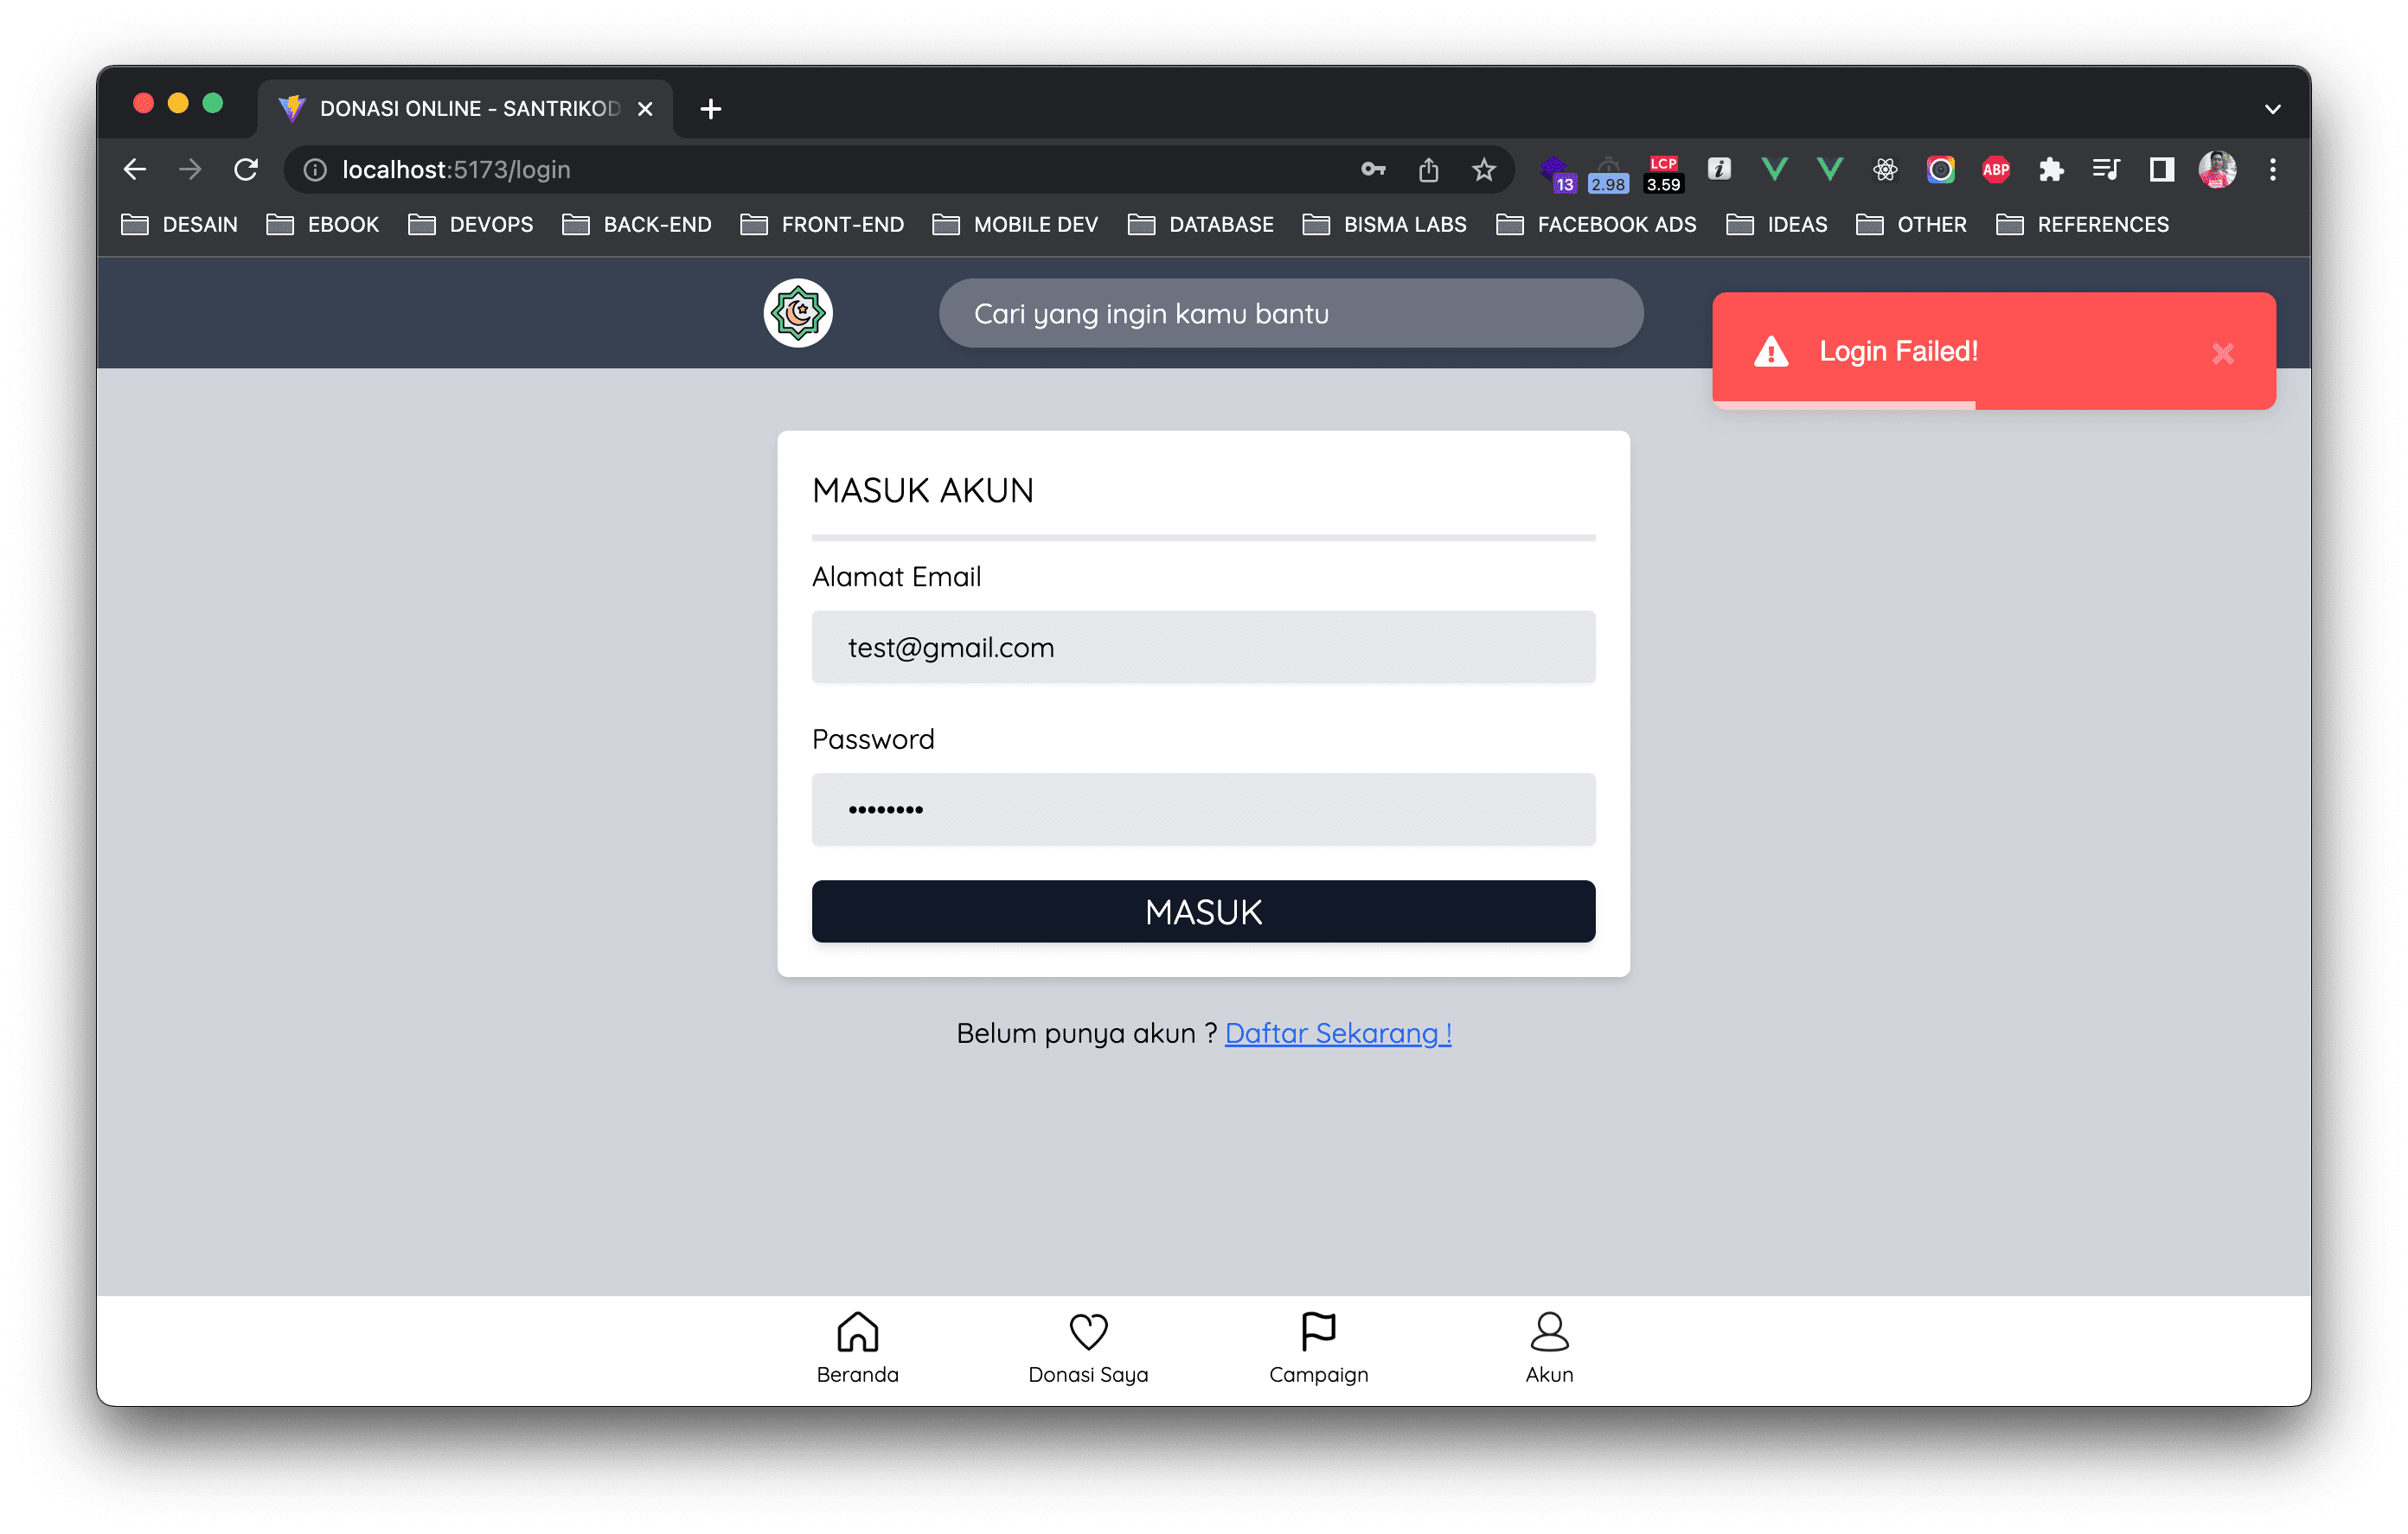 DONASI ONLINE - SANTRIKOD
localhost:5173/login
13
2.98
LCP
3.59
ABP
DESAIN EBOOK DEVOPS BACK-END FRONT-END MOBILE DEV DATABASE BISMA LABS FACEBOOK ADS IDEAS OTHER REFERENCES
Cari yang ingin kamu bantu
Login Failed!
MASUK AKUN
Alamat Email
test@gmail.com
Password
••••••••
MASUK
Belum punya akun ? Daftar Sekarang !
Beranda Donasi Saya Campaign Akun